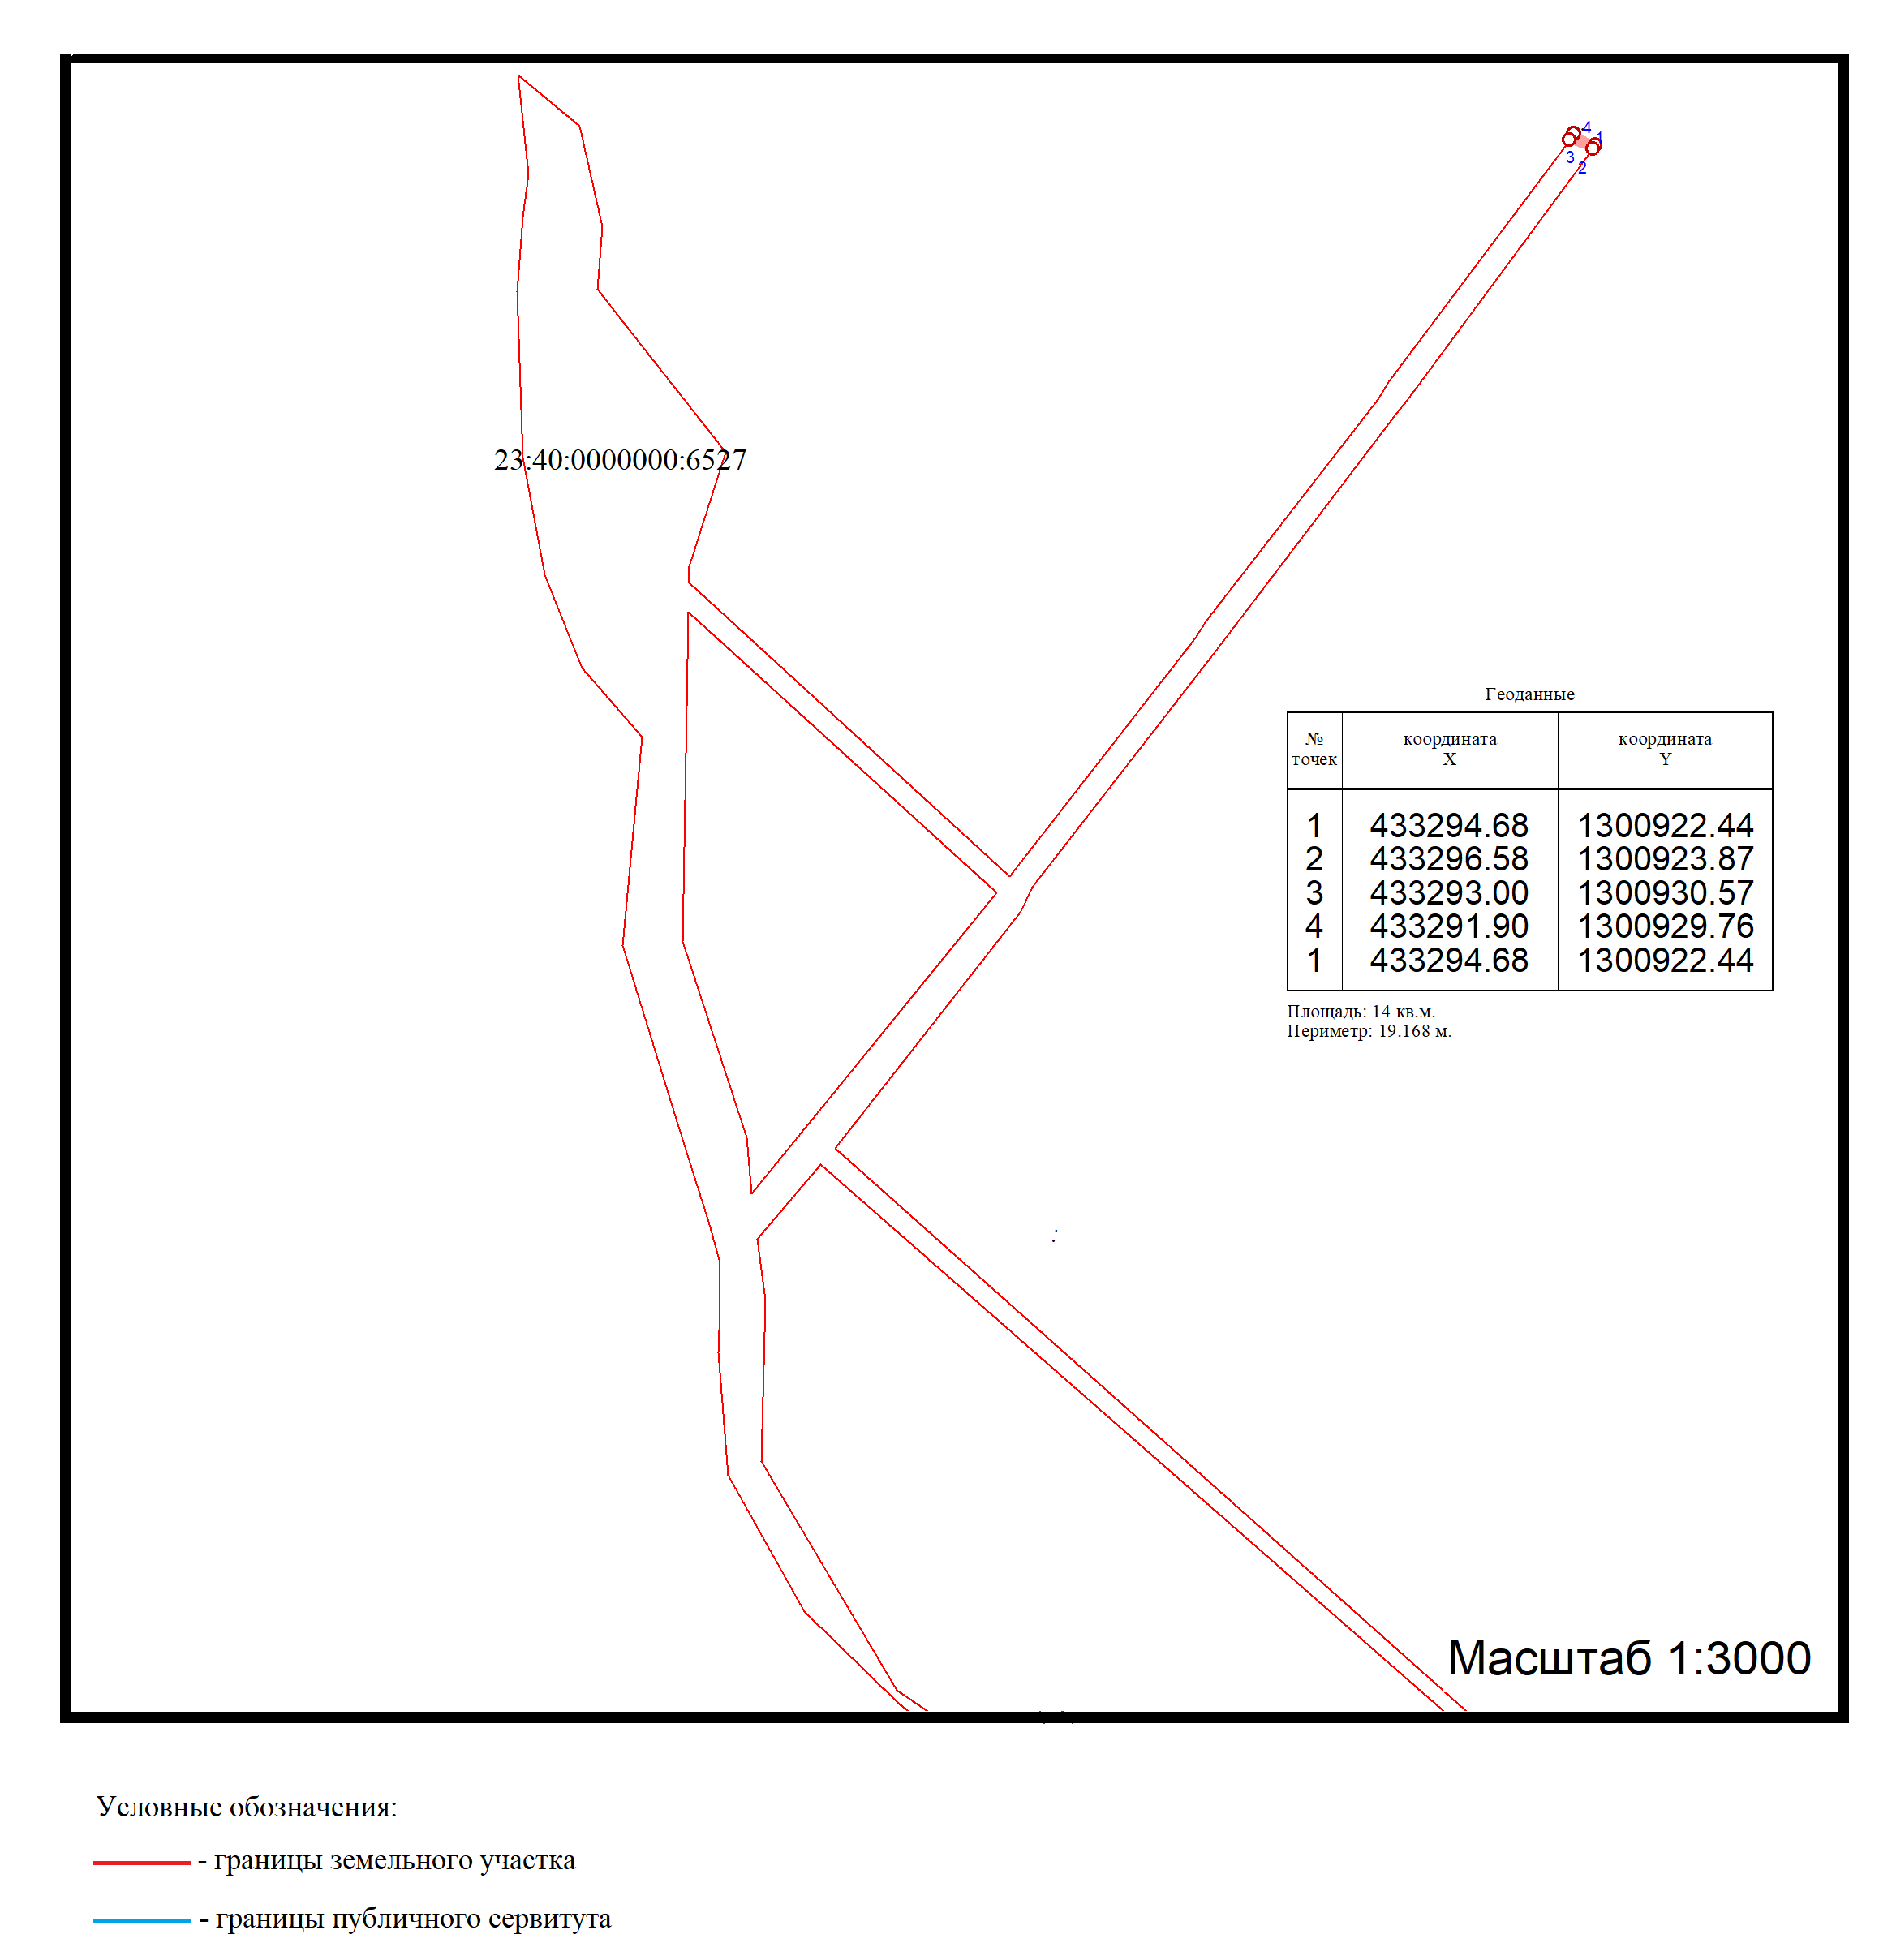 4
1
3
2
23:40:0000000:6527
Геоданные
№ точек координата X координата Y
1 433294.68 1300922.44
2 433296.58 1300923.87
3 433293.00 1300930.57
4 433291.90 1300929.76
1 433294.68 1300922.44
Площадь: 14 кв.м.
Периметр: 19.168 м.
Масштаб 1:3000
Условные обозначения:
- границы земельного участка
- границы публичного сервитута